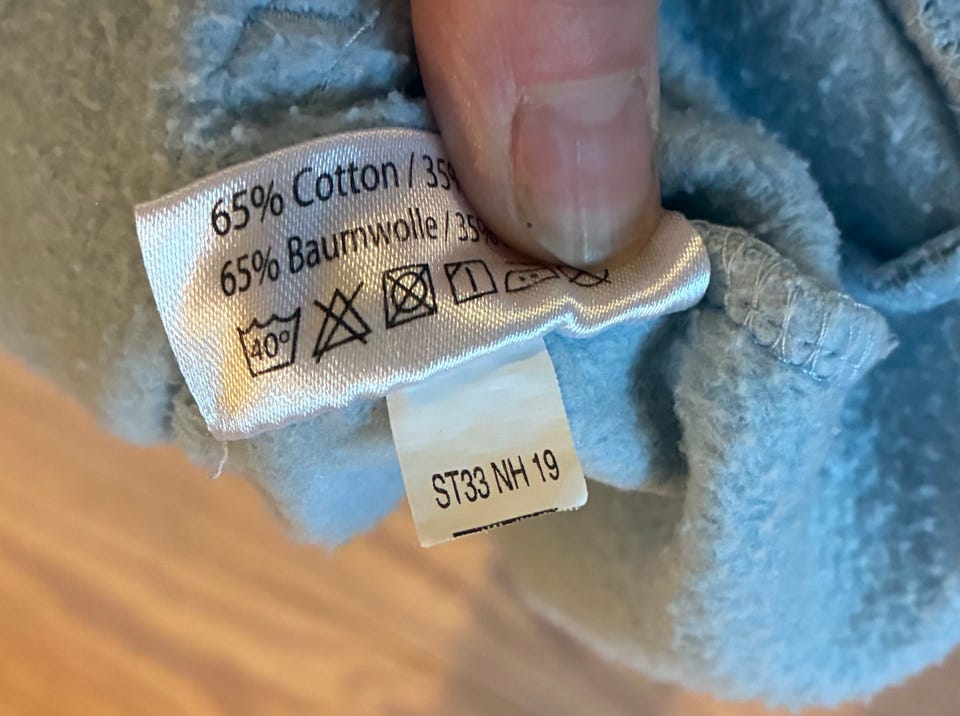 65% Cotton / 35%
65% Baumwolle / 35%
40°
ST33 NH 19